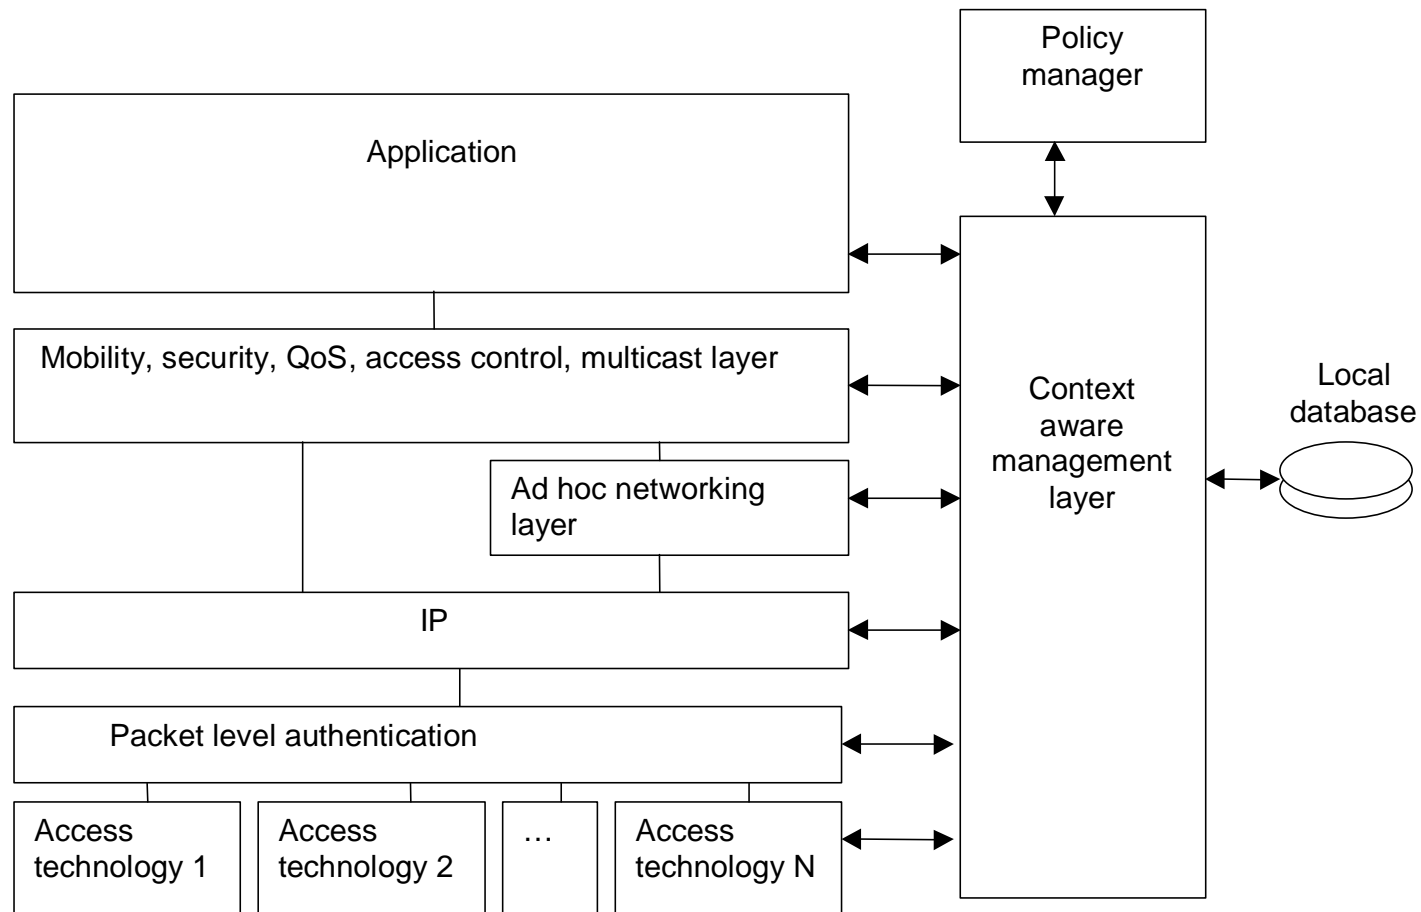 Policy
manager
Application
Mobility, security, QoS, access control, multicast layer
Context
aware
management
layer
Local
database
Ad hoc networking
layer
IP
Packet level authentication
Access
technology 1
Access
technology 2
…
Access
technology N